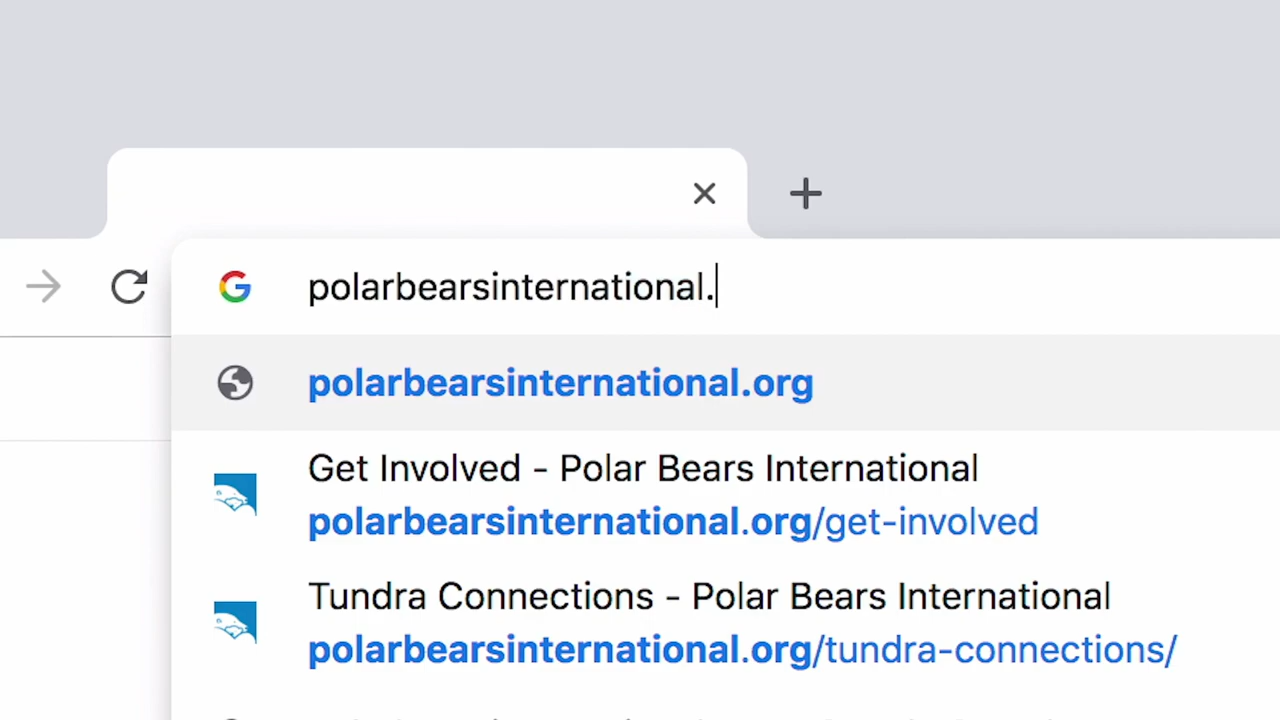 polarbearsinternational.
polarbearsinternational.org
Get Involved - Polar Bears International
polarbearsinternational.org/get-involved
Tundra Connections - Polar Bears International
polarbearsinternational.org/tundra-connections/